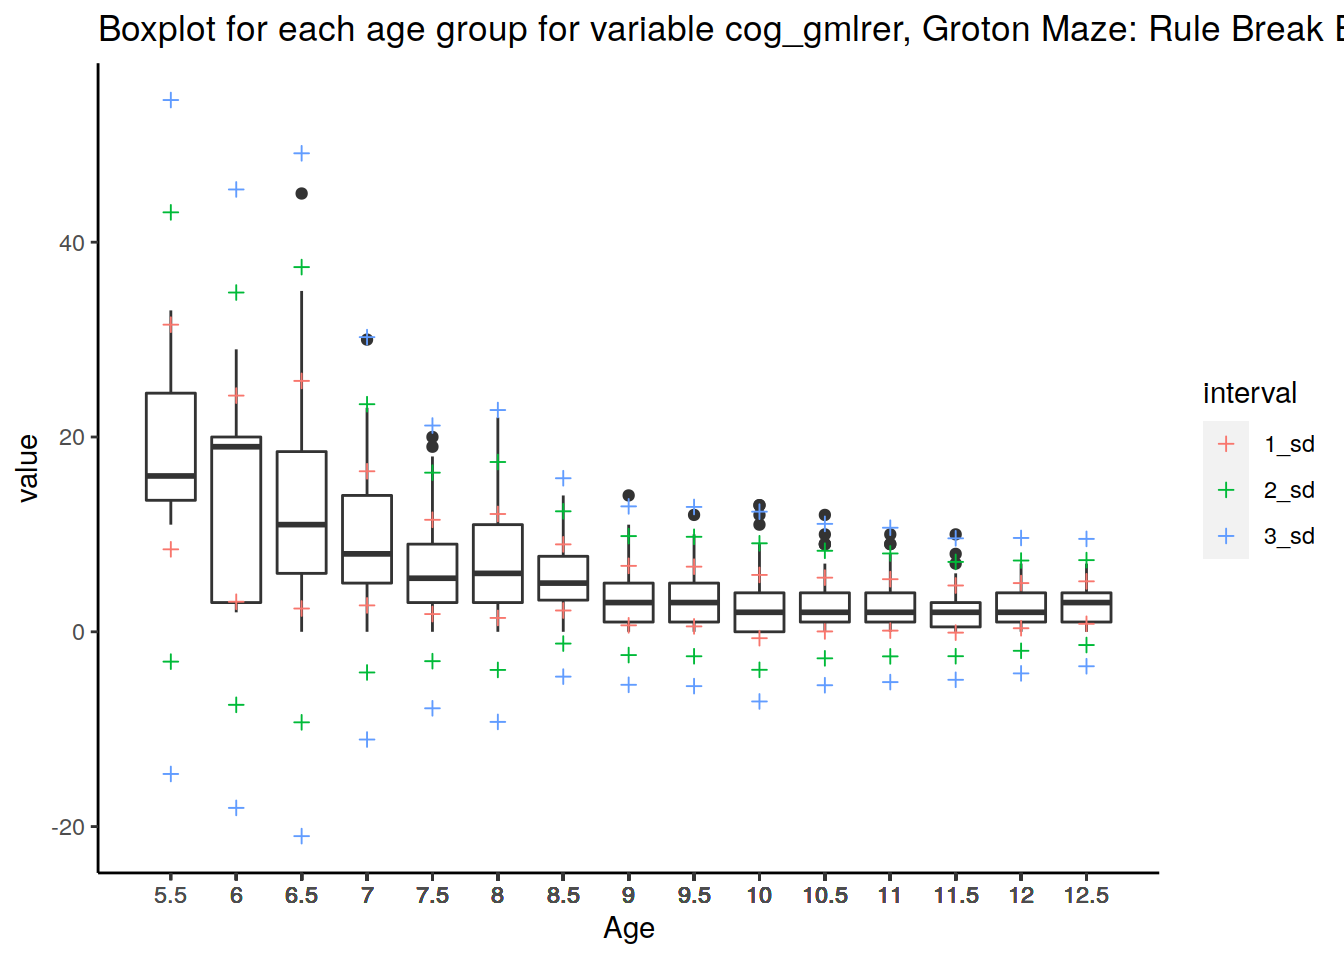 Boxplot for each age group for variable cog_gmlrer, Groton Maze: Rule Break E
40
20
0
-20
value
5.5 6 6.5 7 7.5 8 8.5 9 9.5 10 10.5 11 11.5 12 12.5
Age
interval
1_sd
2_sd
3_sd